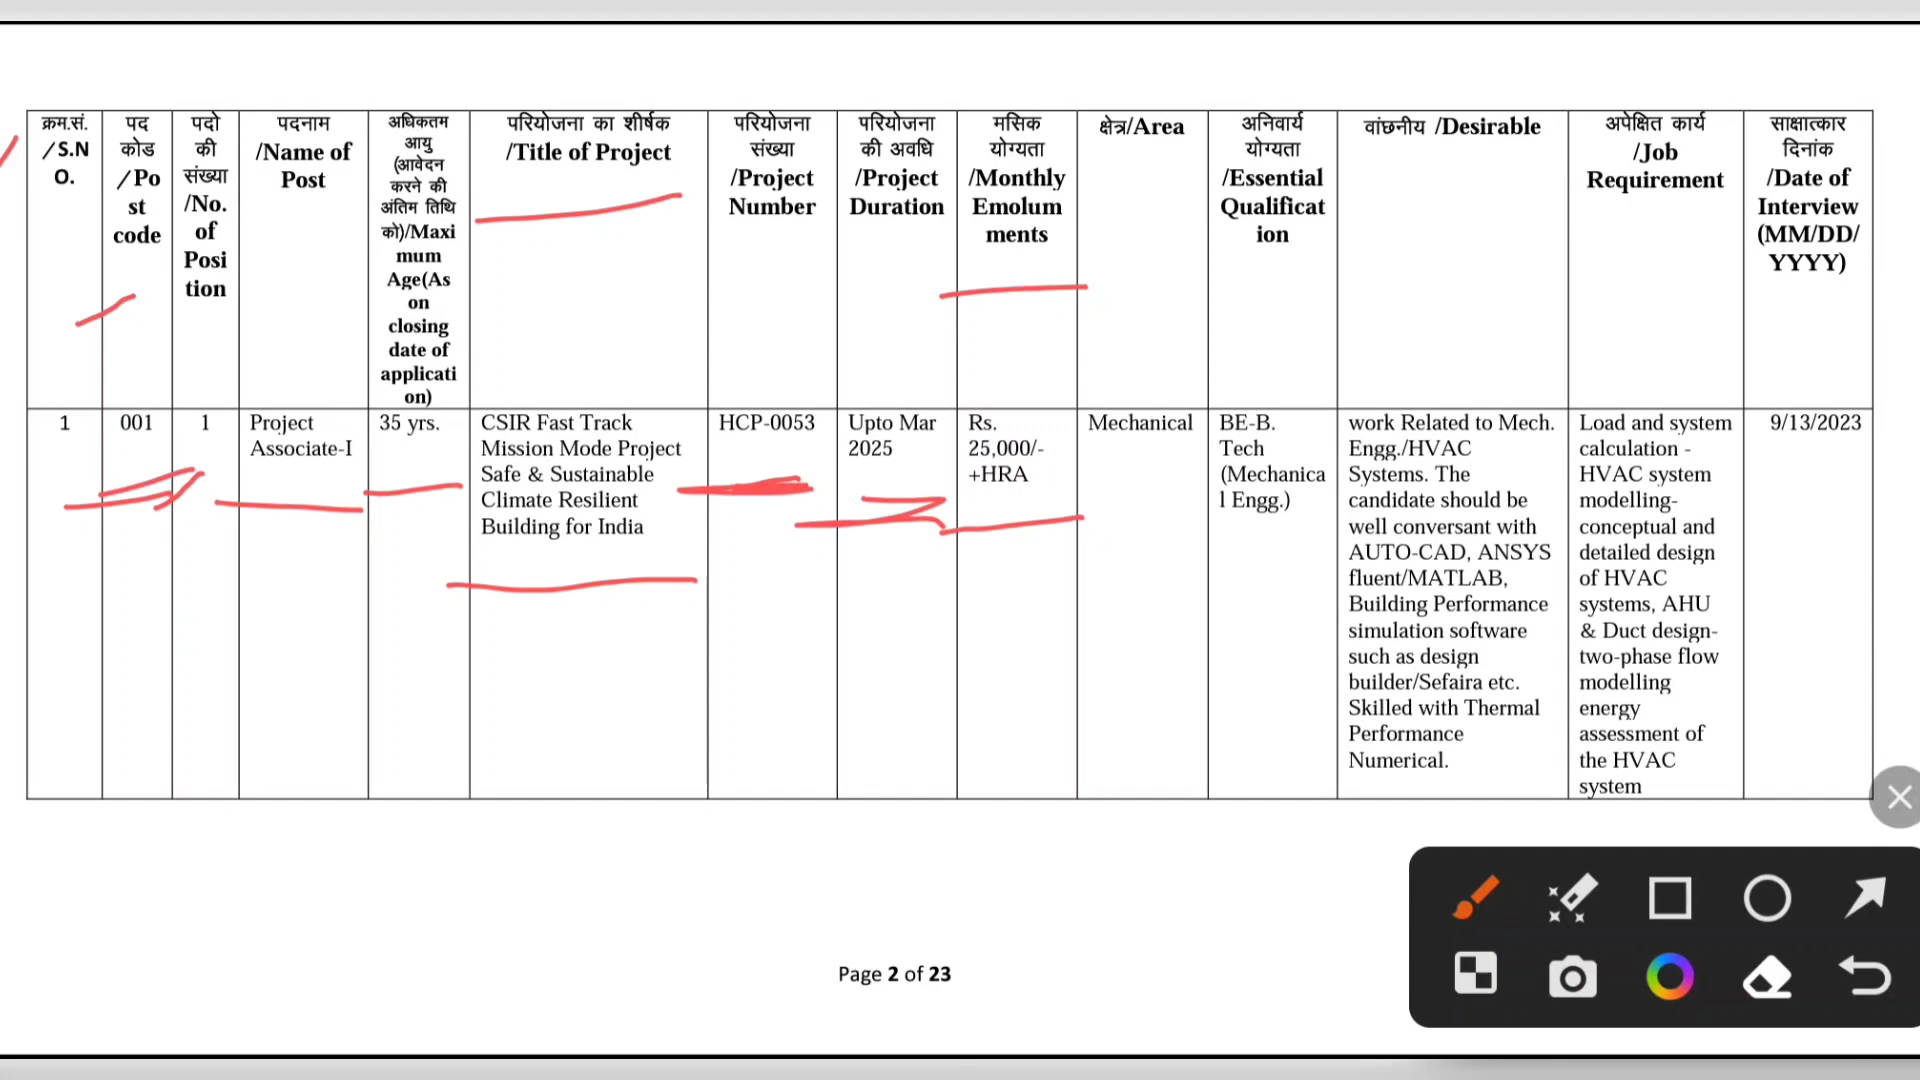 क्रम.सं.
/S.N
O.
पद
कोड
/Po
st
code
पदो
की
संख्या
/No.
of
Posi
tion
पदनाम
/Name of
Post
अधिकतम
आयु
(आवेदन
करने की
अंतिम तिथि
को)/Maxi
mum
Age(As
on
closing
date of
applicati
on)
परियोजना का शीर्षक
/Title of Project
परियोजना
संख्या
/Project
Number
परियोजना
की अवधि
/Project
Duration
मसिक
योग्यता
/Monthly
Emolum
ments
क्षेत्र/Area
अनिवार्य
योग्यता
/Essential
Qualificat
ion
वांछनीय /Desirable
अपेक्षित कार्य
/Job
Requirement
साक्षात्कार
दिनांक
/Date of
Interview
(MM/DD/
YYYY)
1
001
1
Project
Associate-I
35 yrs.
CSIR Fast Track
Mission Mode Project
Safe & Sustainable
Climate Resilient
Building for India
HCP-0053
Upto Mar
2025
Rs.
25,000/-
+HRA
Mechanical
BE-B.
Tech
(Mechanica
l Engg.)
work Related to Mech.
Engg./HVAC
Systems. The
candidate should be
well conversant with
AUTO-CAD, ANSYS
fluent/MATLAB,
Building Performance
simulation software
such as design
builder/Sefaira etc.
Skilled with Thermal
Performance
Numerical.
Load and system
calculation -
HVAC system
modelling-
conceptual and
detailed design
of HVAC
systems, AHU
& Duct design-
two-phase flow
modelling
energy
assessment of
the HVAC
system
9/13/2023
Page 2 of 23